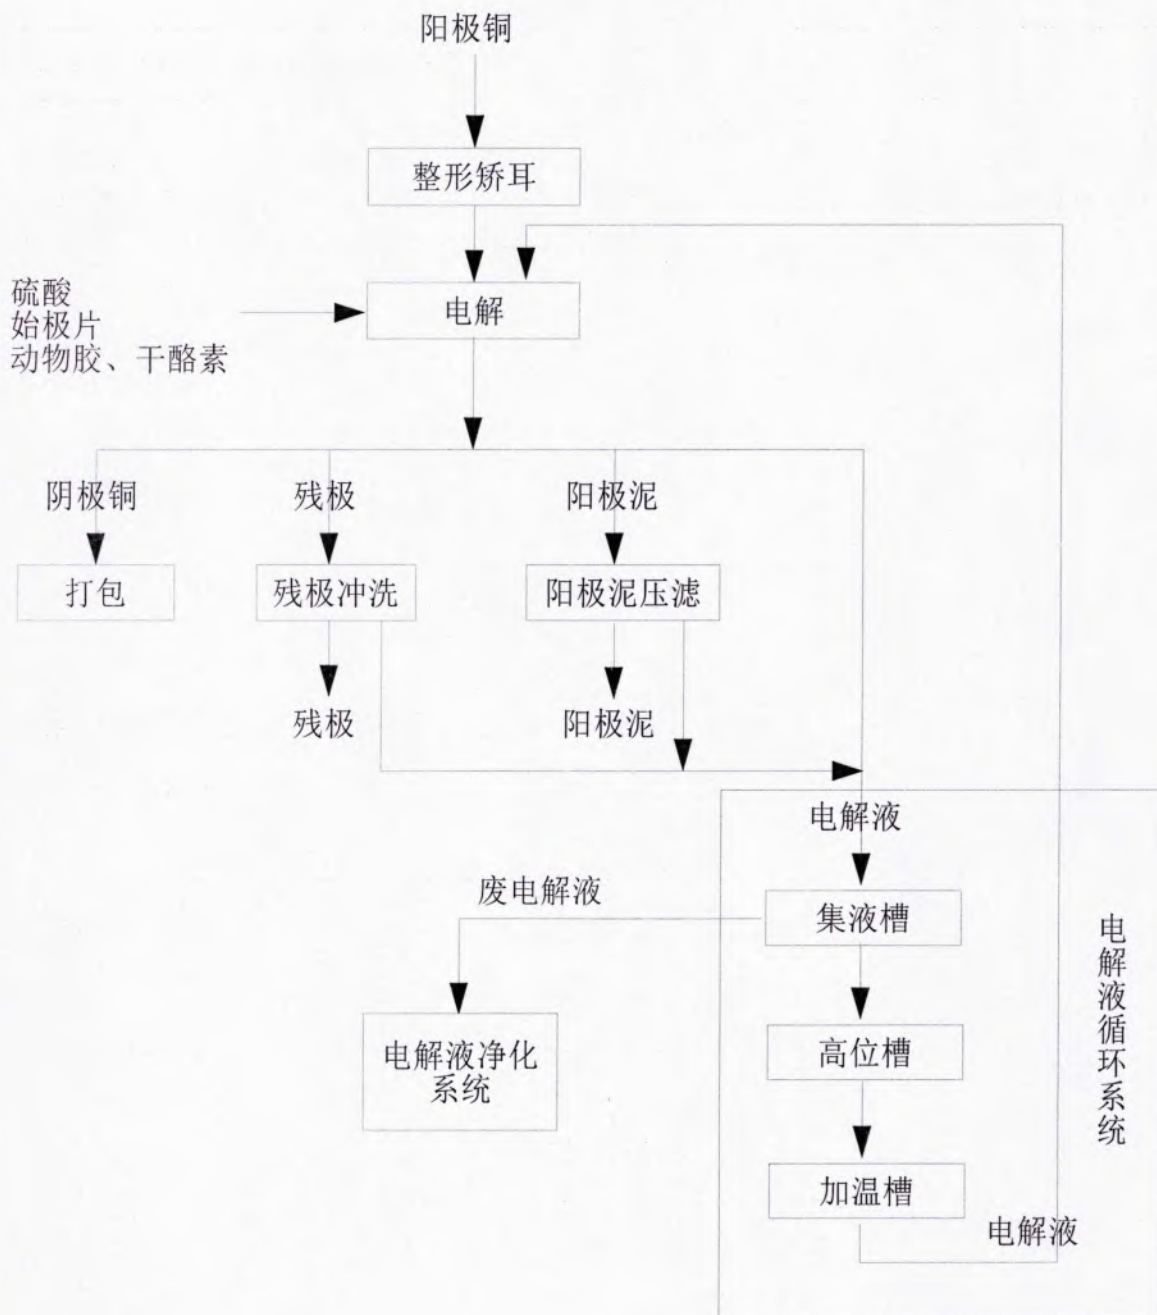 阳极铜
整形矫耳
硫酸
始极片
动物胶、干酪素
电解
阴极铜
残极
阳极泥
打包
残极冲洗
阳极泥压滤
残极
阳极泥
电解液
废电解液
集液槽
电解液净化
系统
高位槽
加温槽
电解液
电解液循环系统